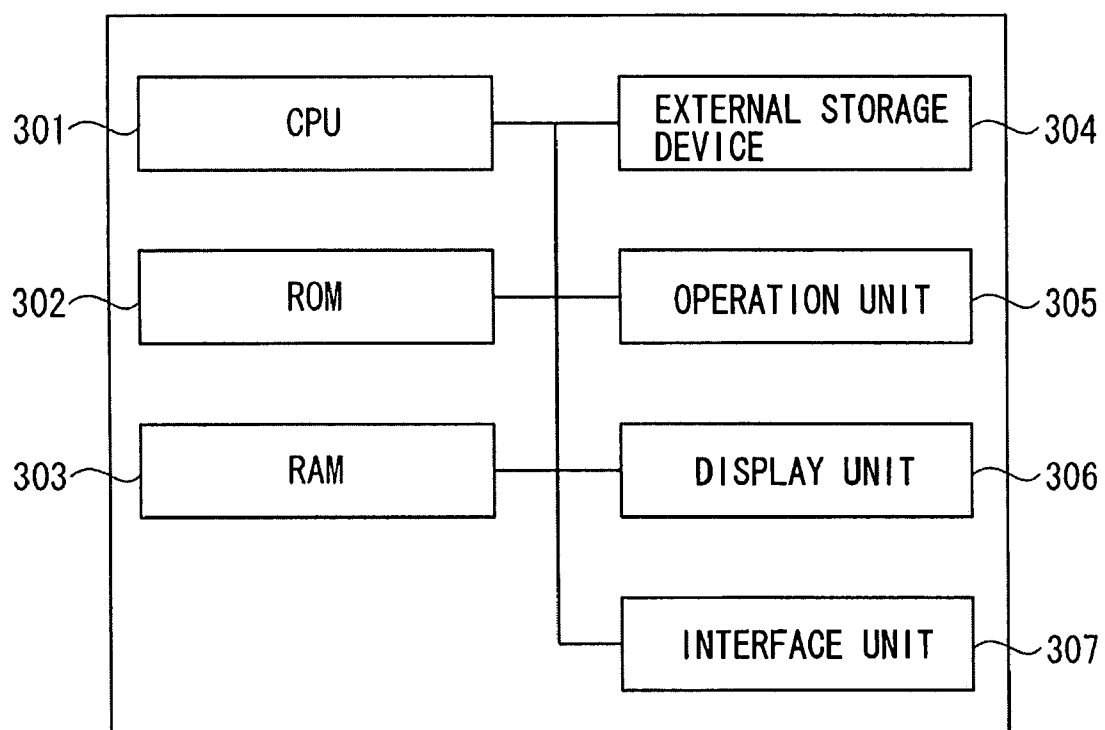 301
CPU
EXTERNAL STORAGE
DEVICE
304
302
ROM
OPERATION UNIT
305
303
RAM
DISPLAY UNIT
306
INTERFACE UNIT
307